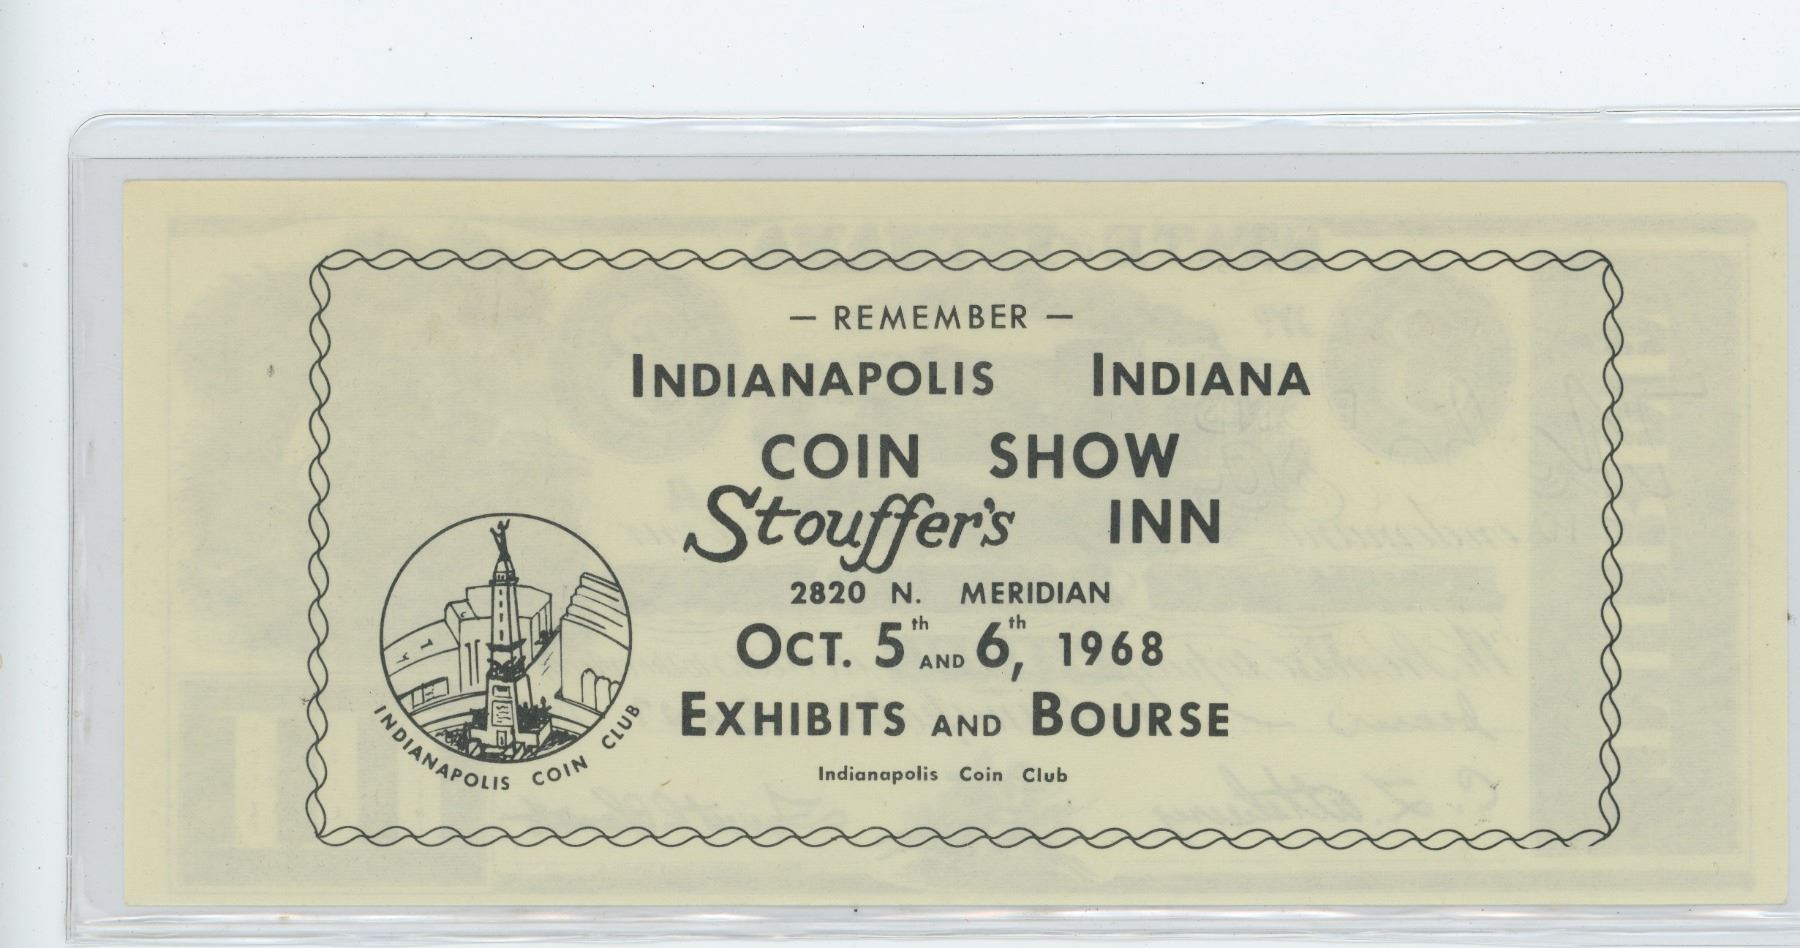 — REMEMBER —
INDIANAPOLIS INDIANA
COIN SHOW
Stouffer's INN
2820 N. MERIDIAN
OCT. 5th AND 6th, 1968
EXHIBITS AND BOURSE
Indianapolis Coin Club
INDIANAPOLIS COIN CLUB